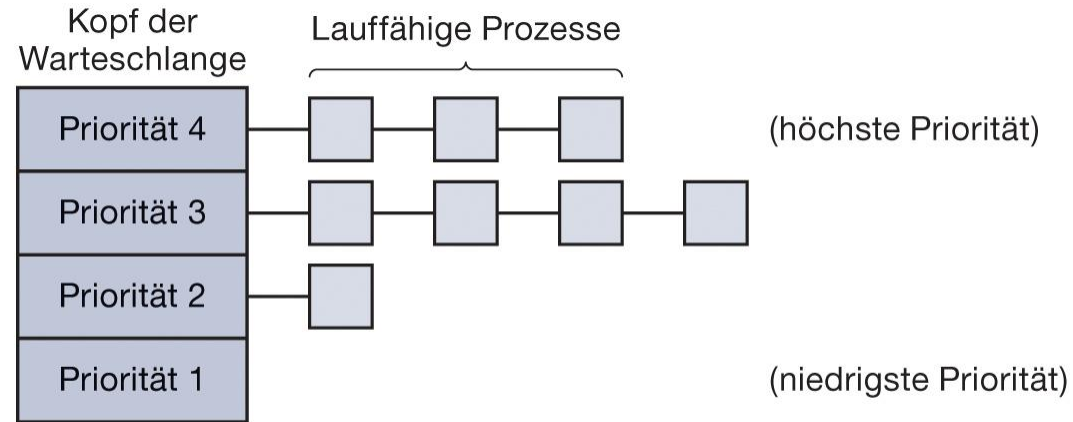 Kopf der
Warteschlange
Lauffähige Prozesse
Priorität 4
(höchste Priorität)
Priorität 3
Priorität 2
Priorität 1
(niedrigste Priorität)